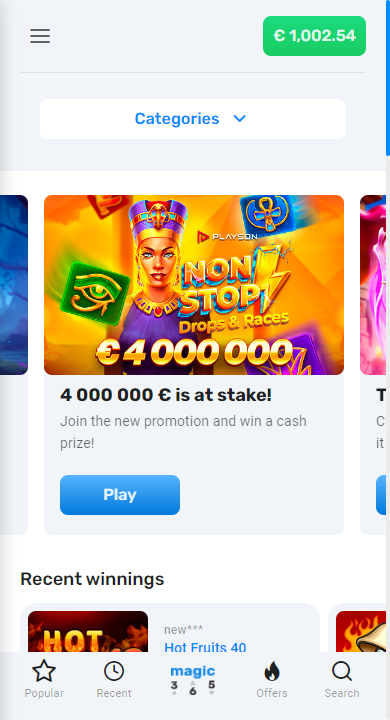 € 1,002.54
Categories
PLAYSON
NON
STOP
Drops & Races
€ 4 000 000
4 000 000 € is at stake!
Join the new promotion and win a cash
prize!
Play
T
C
it
Recent winnings
HOT
new***
Hot Fruits 40
Popular
Recent
magic
365
Offers
Search